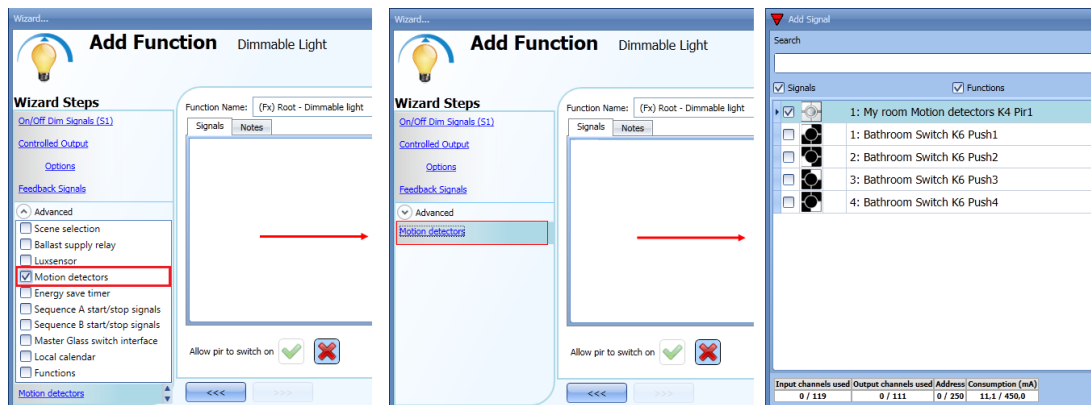 Wizard...
Add Function Dimmable Light
Wizard Steps
On/Off Dim Signals (S1)
Controlled Output
Options
Feedback Signals
Advanced
Scene selection
Ballast supply relay
Luxsensor
Motion detectors
Energy save timer
Sequence A start/stop signals
Sequence B start/stop signals
Master Glass switch interface
Local calendar
Functions
Motion detectors
Function Name: (Fx) Root - Dimmable light
Signals Notes
Allow pir to switch on
<<< >>>
Wizard...
Add Function Dimmable Light
Wizard Steps
On/Off Dim Signals (S1)
Controlled Output
Options
Feedback Signals
Advanced
Motion detectors
Function Name: (Fx) Root - Dimmable light
Signals Notes
Allow pir to switch on
<<< >>>
Add Signal
Search
Signals Functions
1: My room Motion detectors K4 Pir1
1: Bathroom Switch K6 Push1
2: Bathroom Switch K6 Push2
3: Bathroom Switch K6 Push3
4: Bathroom Switch K6 Push4
Input channels used Output channels used Address Consumption (mA)
0 / 119 0 / 111 0 / 250 11,1 / 450,0